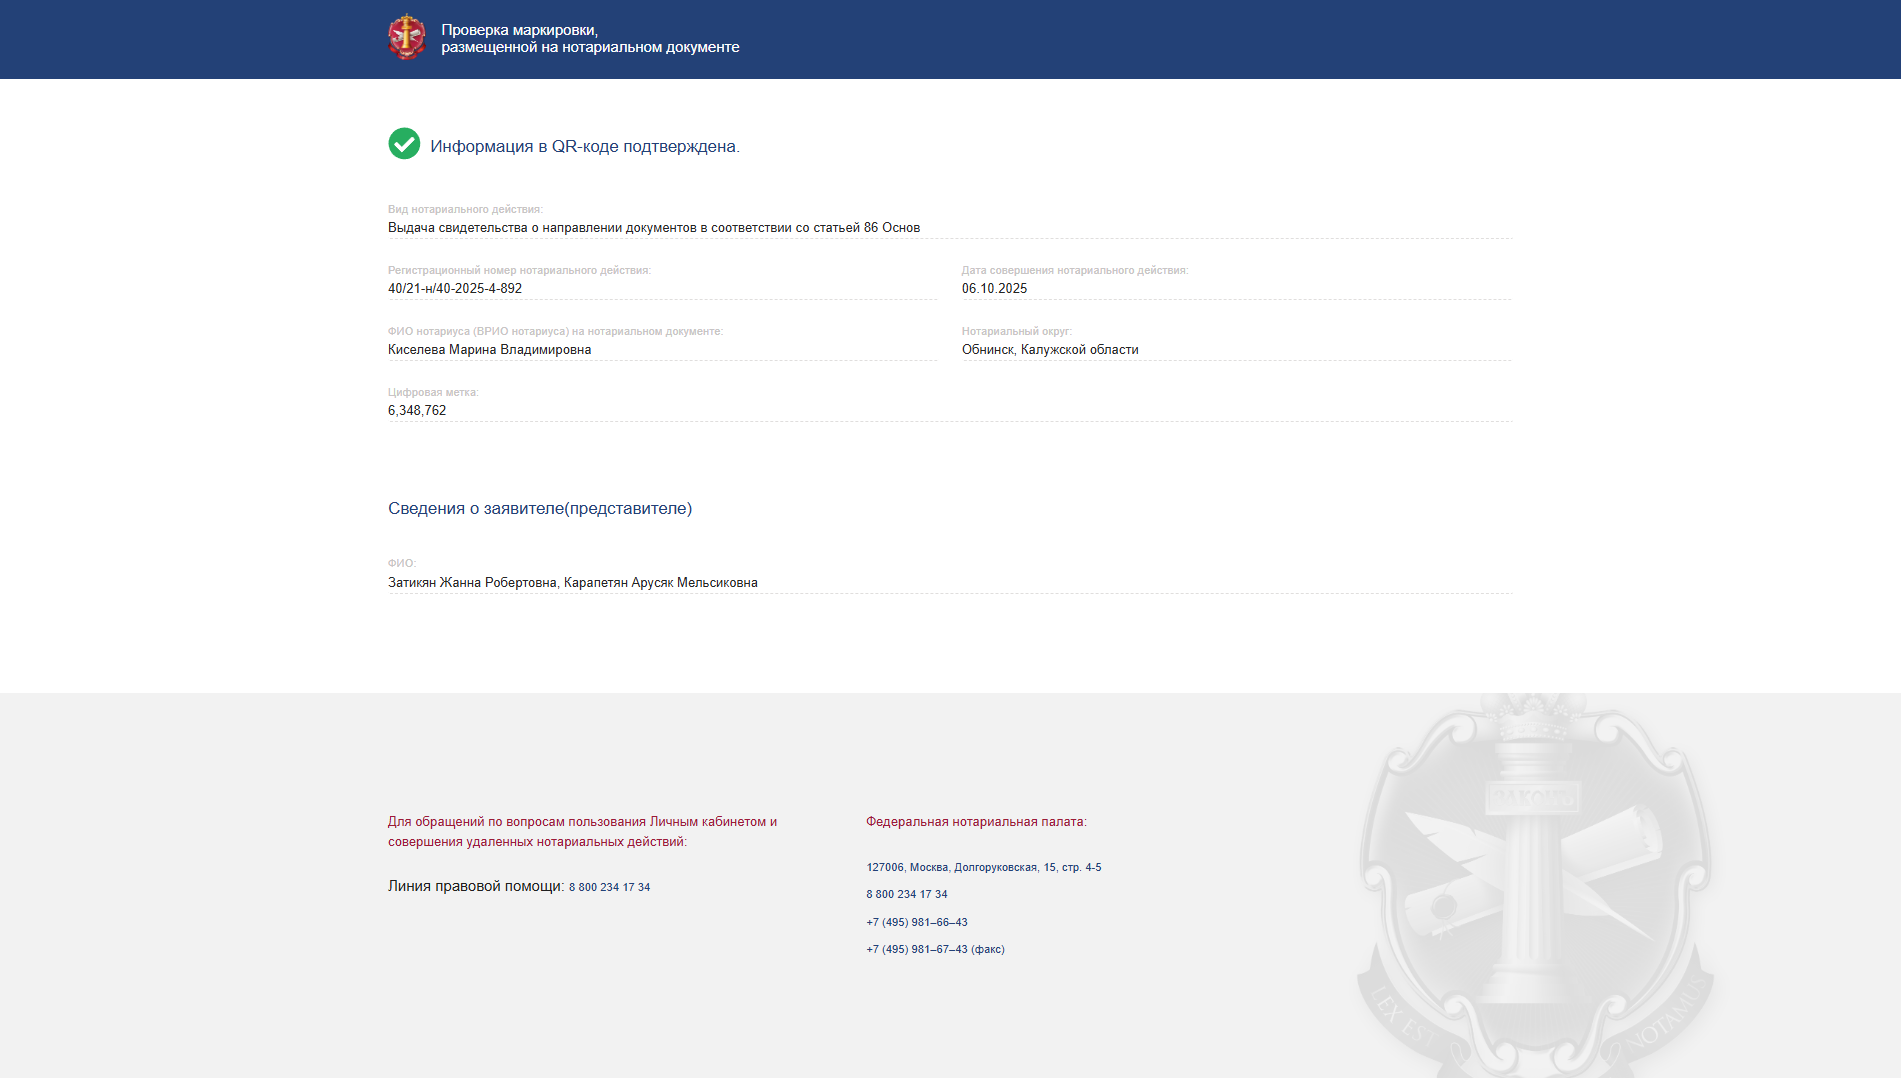 Проверка маркировки,
размещенной на нотариальном документе
Информация в QR-коде подтверждена.
Вид нотариального действия:
Выдача свидетельства о направлении документов в соответствии со статьей 86 Основ
Регистрационный номер нотариального действия:
40/21-н/40-2025-4-892
Дата совершения нотариального действия:
06.10.2025
ФИО нотариуса (ВРИО нотариуса) на нотариальном документе:
Киселева Марина Владимировна
Нотариальный округ:
Обнинск, Калужской области
Цифровая метка:
6,348,762
Сведения о заявителе(представителе)
ФИО:
Затикян Жанна Робертовна, Карапетян Арусяк Мельсиковна
Для обращений по вопросам пользования Личным кабинетом и
совершения удаленных нотариальных действий:
Линия правовой помощи: 8 800 234 17 34
Федеральная нотариальная палата:
127006, Москва, Долгоруковская, 15, стр. 4-5
8 800 234 17 34
+7 (495) 981–66–43
+7 (495) 981–67–43 (факс)
ЗАКОНЪ
LEX EST
NOTAMUS